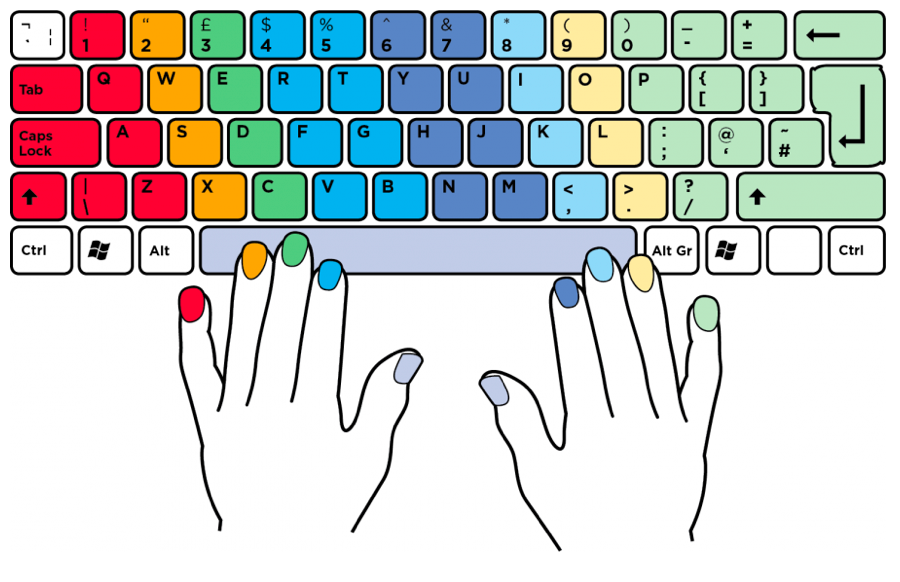 ¬ ! “ £ $ % ^ & * ( ) _ +
` ¦ 1 2 3 4 5 6 7 8 9 0 - =
Tab Q W E R T Y U I O P { }
[ ]
Caps A S D F G H J K L : @ ~
Lock ; ‘ #
| Z X C V B N M < > ?
\ , . /
Ctrl Alt Alt Gr Ctrl